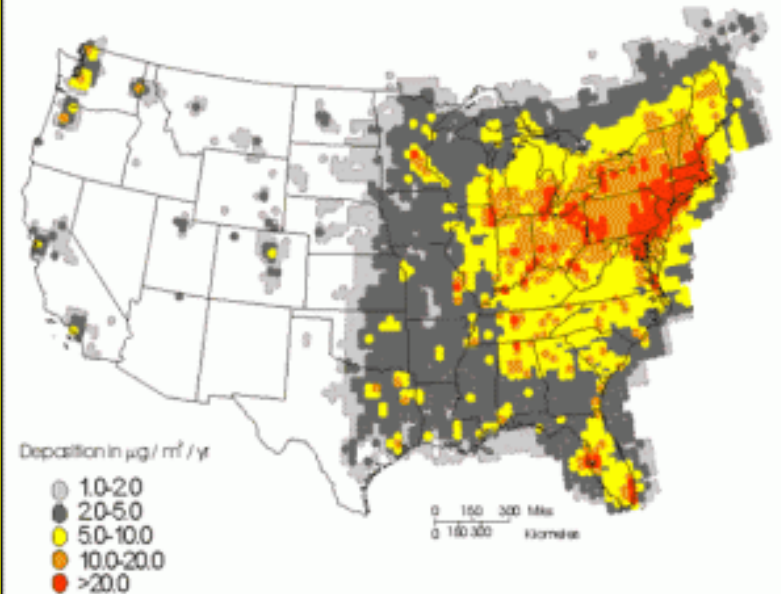 Deposition in μg / m² / yr
1.0-2.0
2.0-5.0
5.0-10.0
10.0-20.0
>20.0
0 150 300 Miles
0 150 300 Kilometers